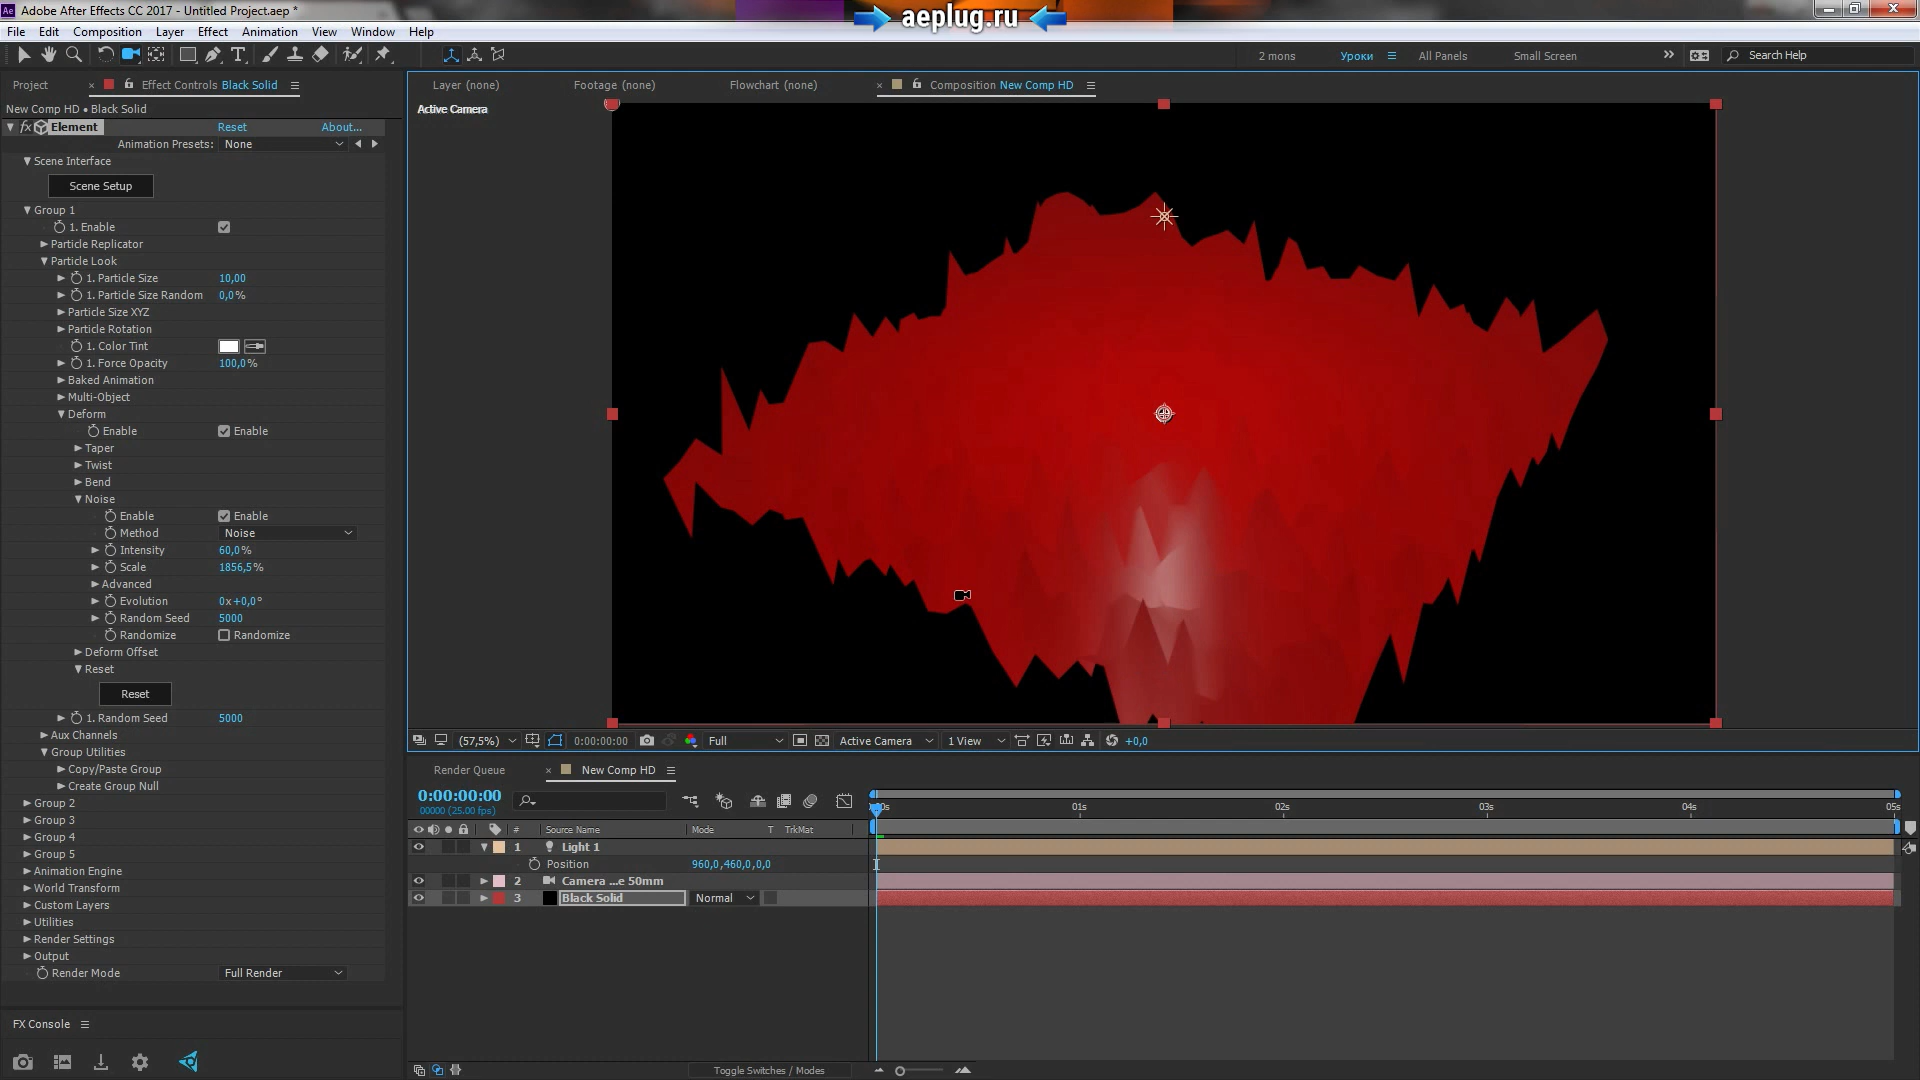 Ae Adobe After Effects CC 2017 - Untitled Project.aep *
aeplug.ru
File Edit Composition Layer Effect Animation View Window Help
2 mons Уроки All Panels Small Screen Search Help
Project Effect Controls Black Solid
Layer (none) Footage (none) Flowchart (none) Composition New Comp HD
New Comp HD • Black Solid
Active Camera
fx Element Reset About...
Animation Presets: None
Scene Interface
Scene Setup
Group 1
1. Enable
Particle Replicator
Particle Look
1. Particle Size 10,00
1. Particle Size Random 0,0%
Particle Size XYZ
Particle Rotation
1. Color Tint
1. Force Opacity 100,0%
Baked Animation
Multi-Object
Deform
Enable Enable
Taper
Twist
Bend
Noise
Enable Enable
Method Noise
Intensity 60,0%
Scale 1856,5%
Advanced
Evolution 0x+0,0°
Random Seed 5000
Randomize Randomize
Deform Offset
Reset
Reset
1. Random Seed 5000
Aux Channels
Group Utilities
Copy/Paste Group
Create Group Null
Group 2
Group 3
Group 4
Group 5
Animation Engine
World Transform
Custom Layers
Utilities
Render Settings
Output
Render Mode Full Render
FX Console
(57,5%) 0:00:00:00 Full Active Camera 1 View +0,0
Render Queue New Comp HD
0:00:00:00
00000 (25.00 fps)
01s 02s 03s 04s 05s
# Source Name Mode T TrkMat
1 Light 1
Position 960,0,460,0,0,0
2 Camera ...e 50mm
3 Black Solid Normal
Toggle Switches / Modes